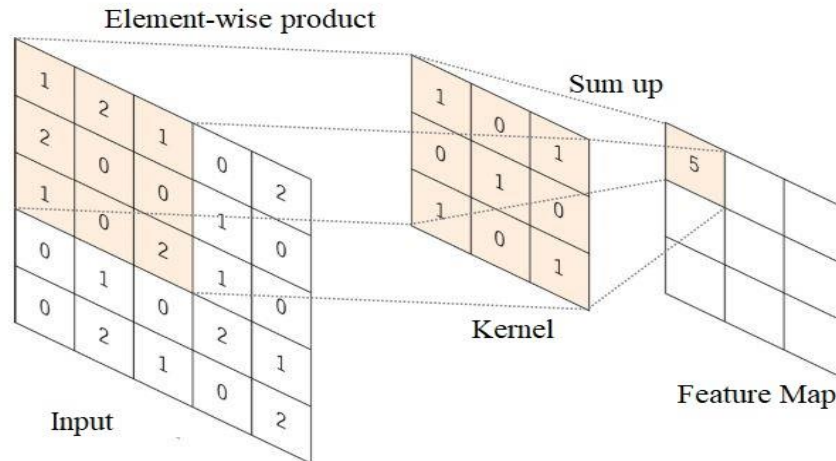 Element-wise product
Sum up
1 2 1 0 2
2 0 0 1 0
1 0 2 1 0
0 1 0 2 1
0 2 1 0 2
1 0 1
0 1 0
1 0 1
5
Kernel
Feature Map
Input